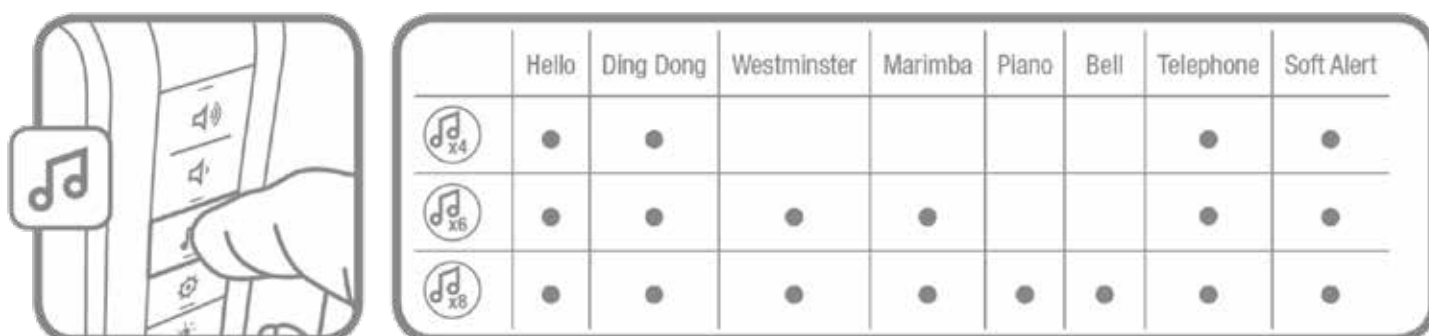 Hello Ding Dong Westminster Marimba Piano Bell Telephone Soft Alert
x4
x6
x8